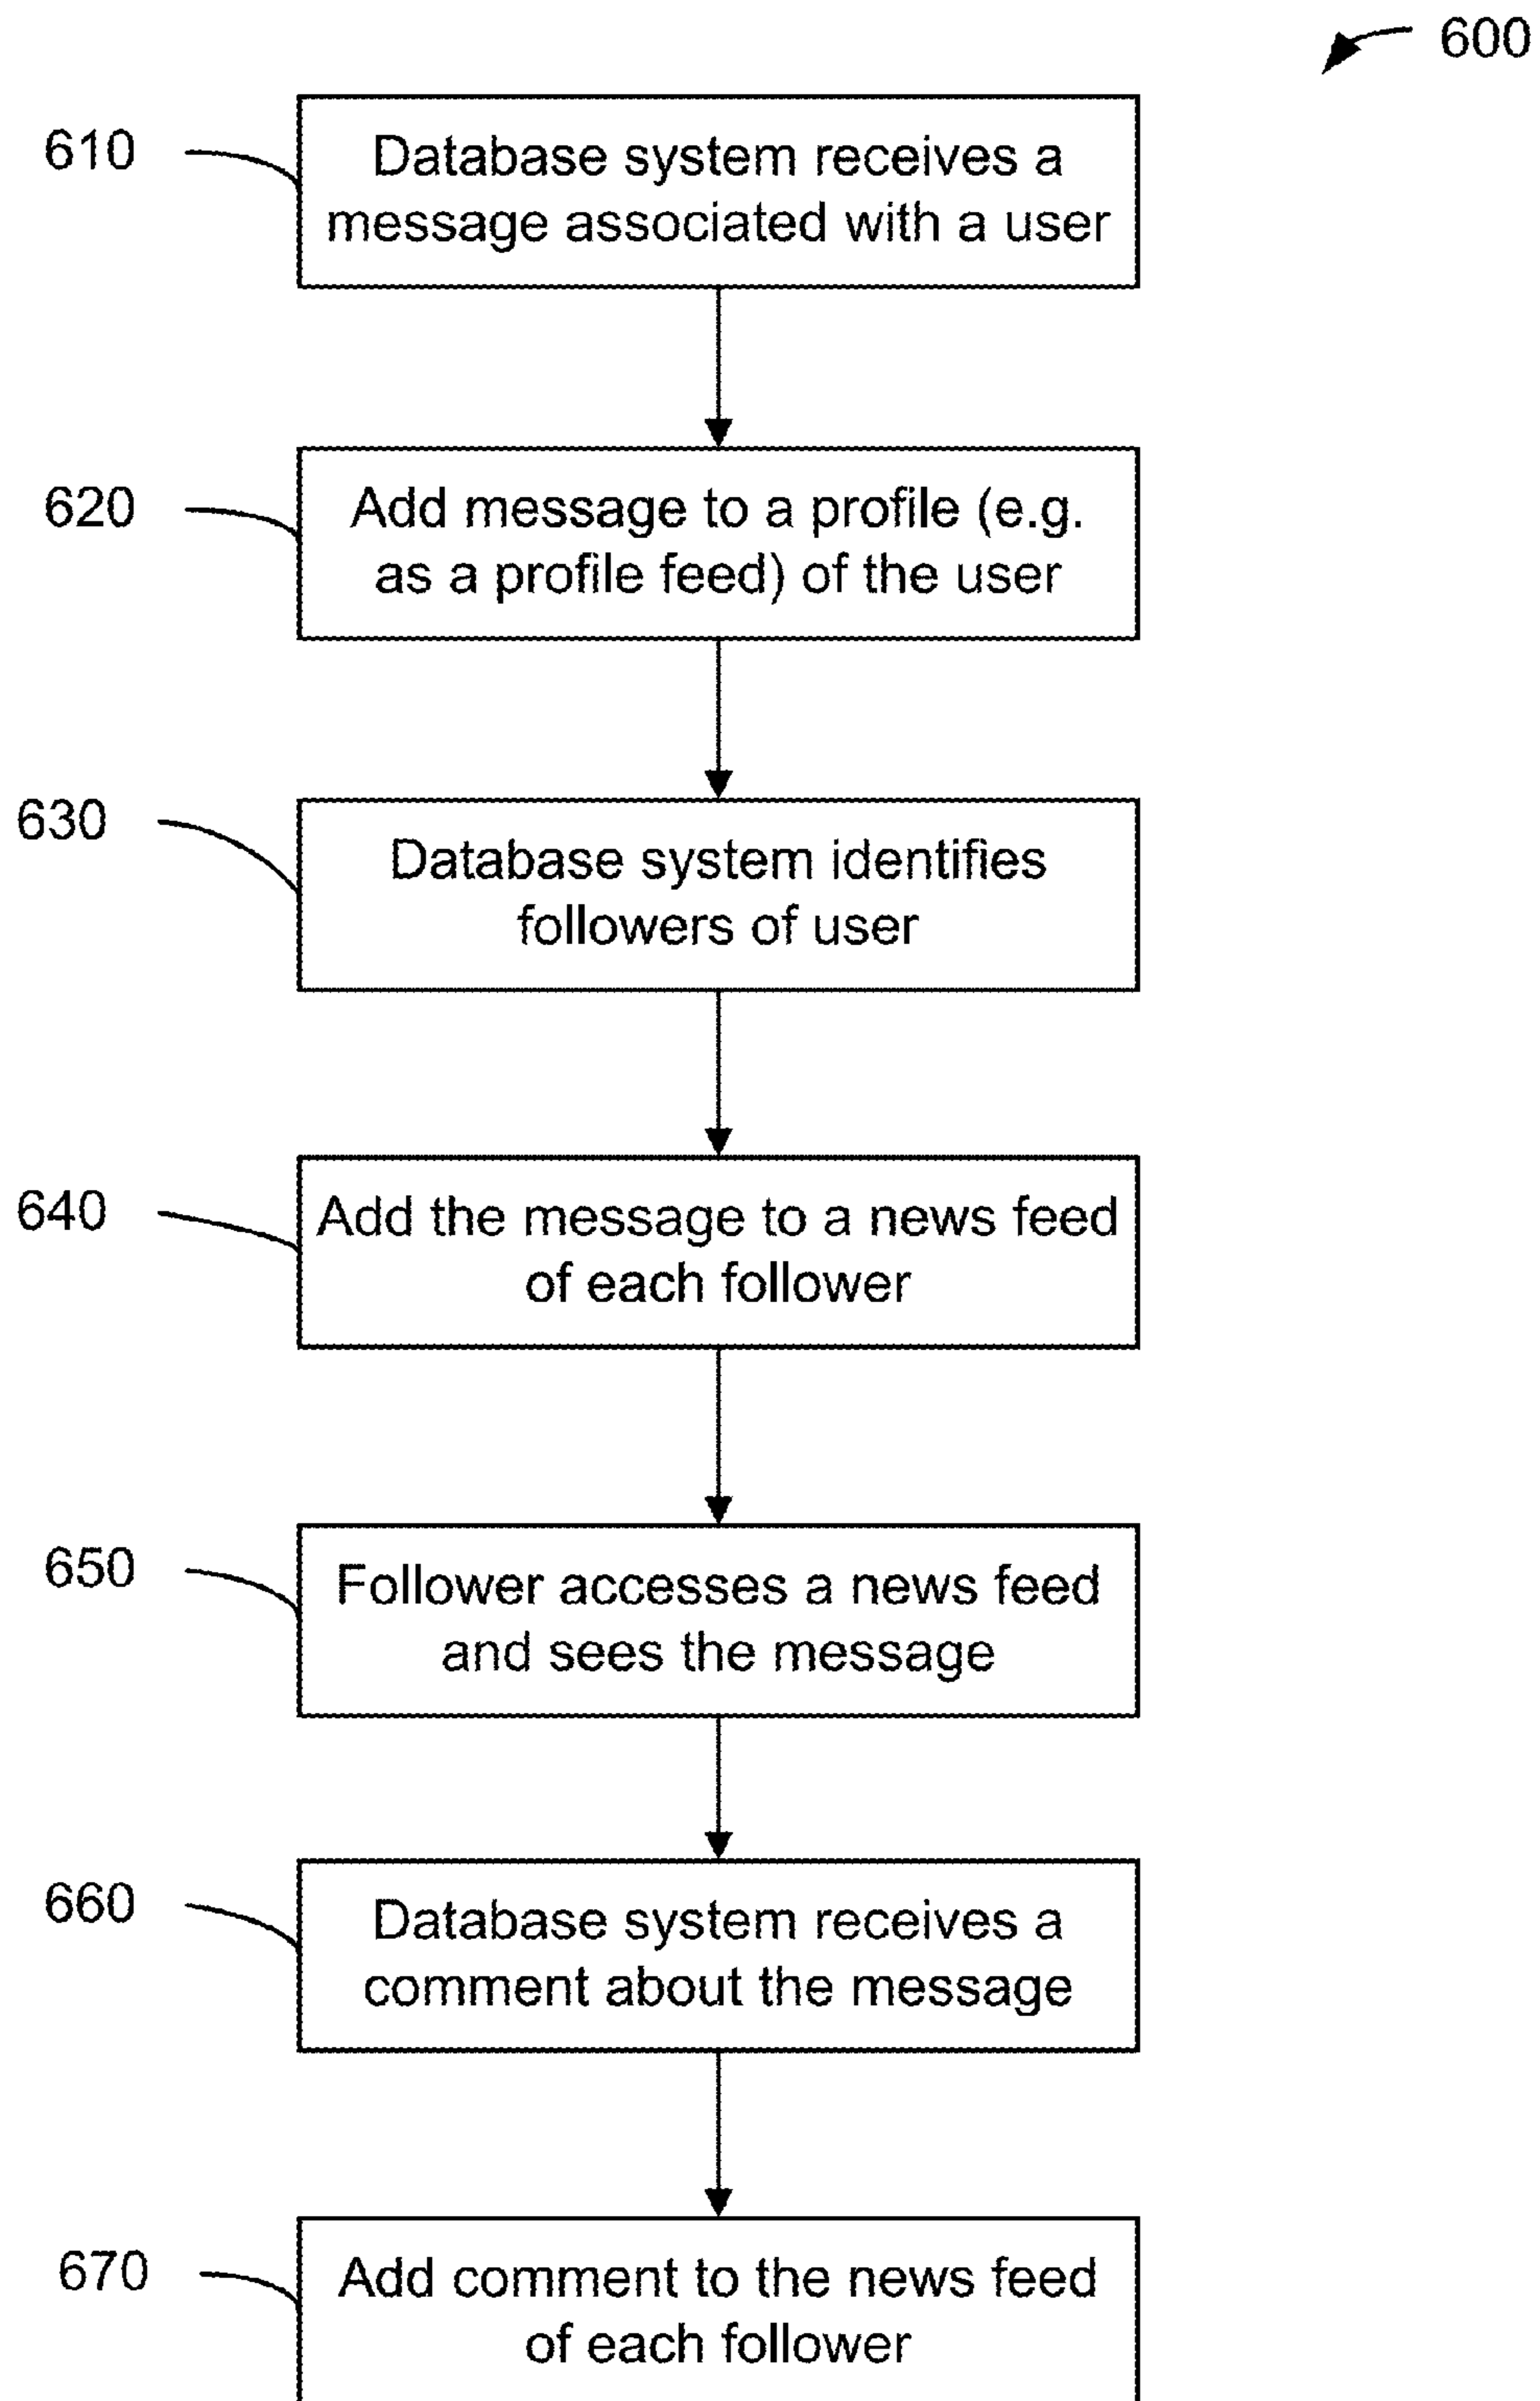 600
610
Database system receives a
message associated with a user
620
Add message to a profile (e.g.
as a profile feed) of the user
630
Database system identifies
followers of user
640
Add the message to a news feed
of each follower
650
Follower accesses a news feed
and sees the message
660
Database system receives a
comment about the message
670
Add comment to the news feed
of each follower